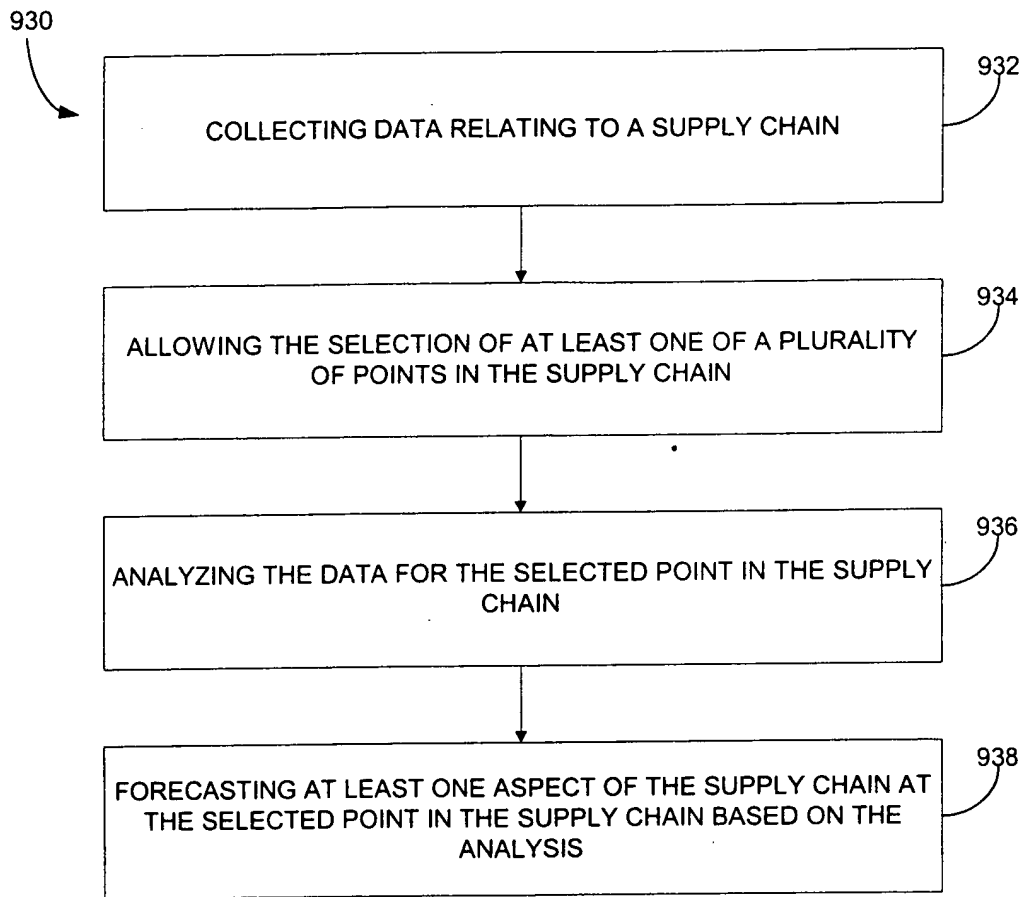 930
932
COLLECTING DATA RELATING TO A SUPPLY CHAIN
934
ALLOWING THE SELECTION OF AT LEAST ONE OF A PLURALITY
OF POINTS IN THE SUPPLY CHAIN
936
ANALYZING THE DATA FOR THE SELECTED POINT IN THE SUPPLY
CHAIN
938
FORECASTING AT LEAST ONE ASPECT OF THE SUPPLY CHAIN AT
THE SELECTED POINT IN THE SUPPLY CHAIN BASED ON THE
ANALYSIS